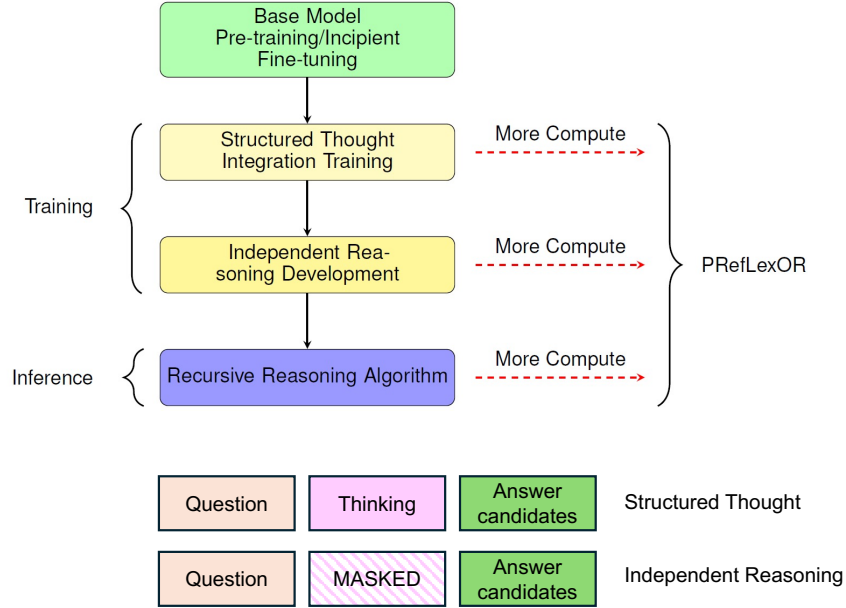 Base Model
Pre-training/Incipient
Fine-tuning
Structured Thought
Integration Training
More Compute
Training
Independent Rea-
soning Development
More Compute
PRefLexOR
Inference
Recursive Reasoning Algorithm
More Compute
Question
Thinking
Answer
candidates
Structured Thought
Question
MASKED
Answer
candidates
Independent Reasoning